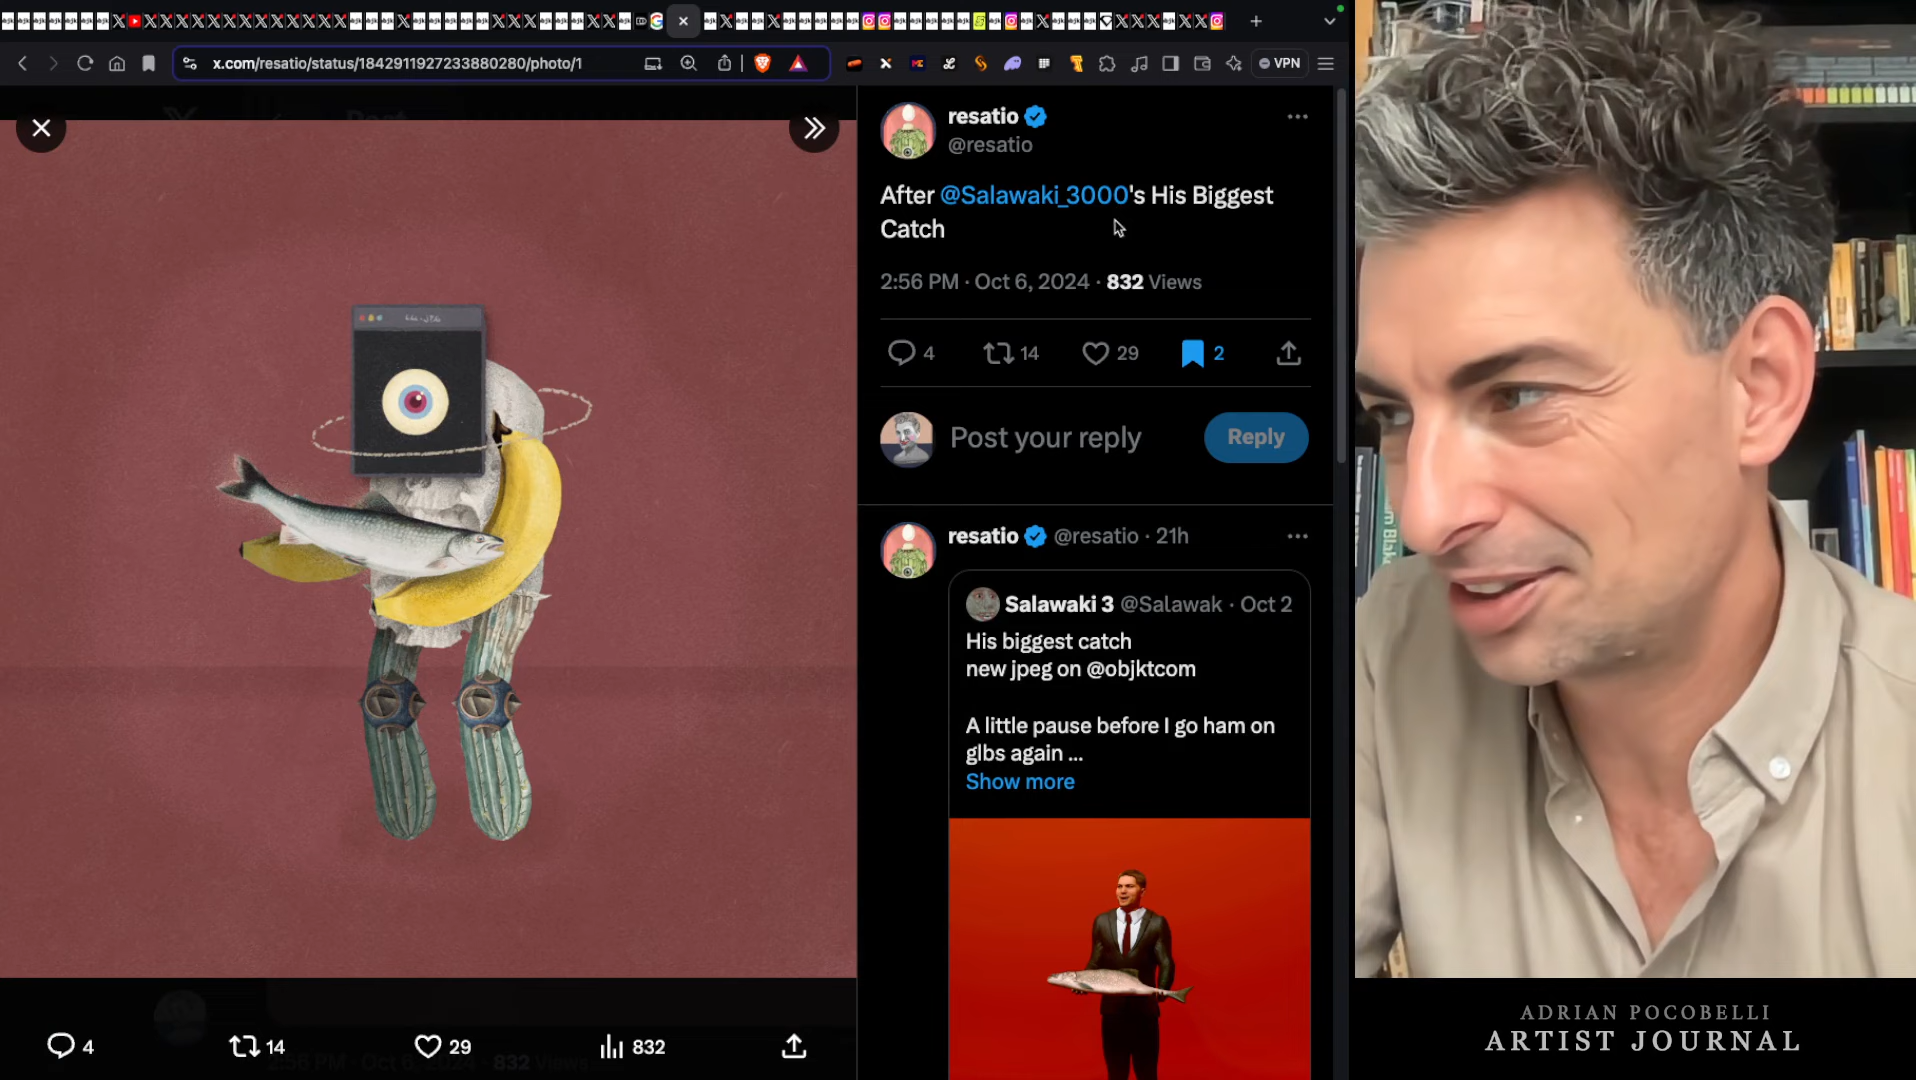 x.com/resatio/status/1842911927233880280/photo/1
VPN
resatio
@resatio
After @Salawaki_3000's His Biggest
Catch
2:56 PM · Oct 6, 2024 · 832 Views
4
14
29
2
Post your reply
Reply
resatio @resatio · 21h
Salawaki 3 @Salawak · Oct 2
His biggest catch
new jpeg on @objktcom
A little pause before I go ham on
glbs again ...
Show more
4
14
29
832
ADRIAN POCOBELLI
ARTIST JOURNAL